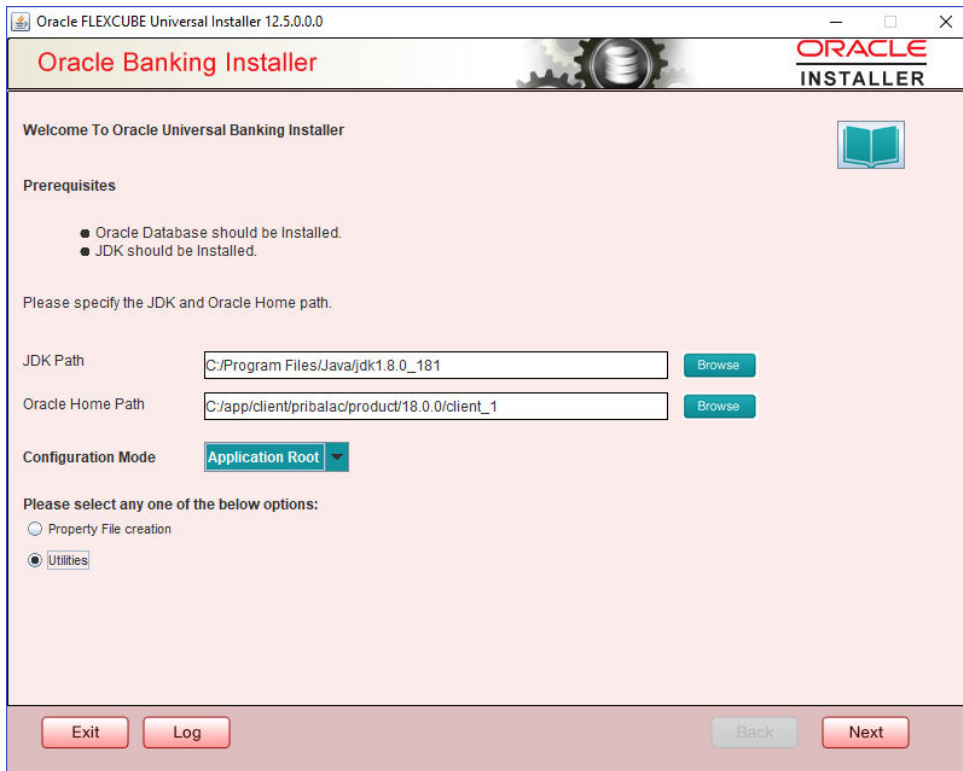 Oracle FLEXCUBE Universal Installer 12.5.0.0.0
Oracle Banking Installer
ORACLE
INSTALLER
Welcome To Oracle Universal Banking Installer
Prerequisites
Oracle Database should be Installed.
JDK should be Installed.
Please specify the JDK and Oracle Home path.
JDK Path
C:/Program Files/Java/jdk1.8.0_181
Browse
Oracle Home Path
C:/app/client/pribalac/product/18.0.0/client_1
Browse
Configuration Mode
Application Root
Please select any one of the below options:
Property File creation
Utilities
Exit
Log
Back
Next